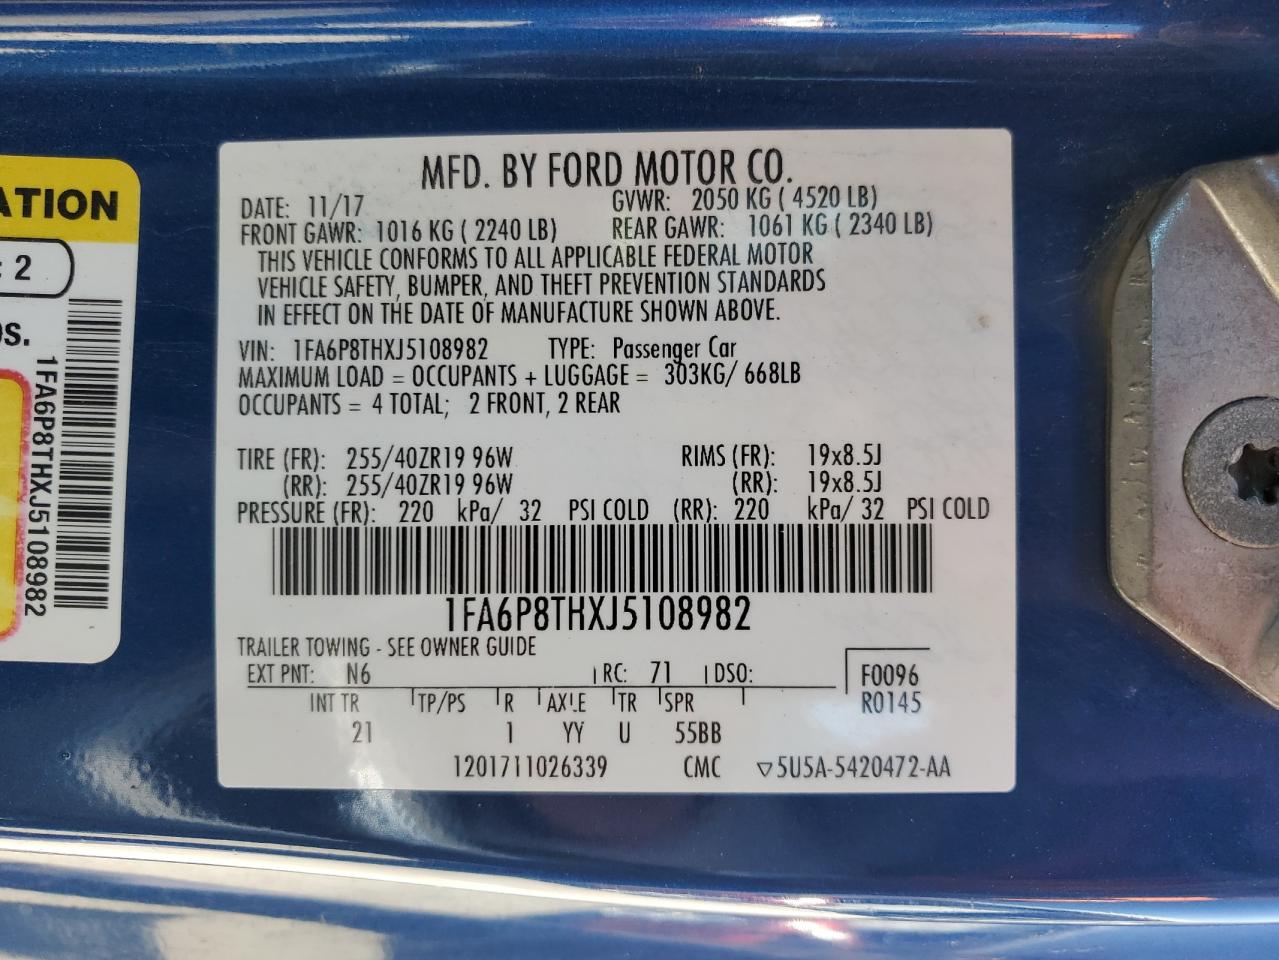 MFD. BY FORD MOTOR CO.
DATE: 11/17 GVWR: 2050 KG ( 4520 LB)
FRONT GAWR: 1016 KG ( 2240 LB) REAR GAWR: 1061 KG ( 2340 LB)
THIS VEHICLE CONFORMS TO ALL APPLICABLE FEDERAL MOTOR
VEHICLE SAFETY, BUMPER, AND THEFT PREVENTION STANDARDS
IN EFFECT ON THE DATE OF MANUFACTURE SHOWN ABOVE.
VIN: 1FA6P8THXJ5108982 TYPE: Passenger Car
MAXIMUM LOAD = OCCUPANTS + LUGGAGE = 303KG/ 668LB
OCCUPANTS = 4 TOTAL; 2 FRONT, 2 REAR
TIRE (FR): 255/40ZR19 96W RIMS (FR): 19x8.5J
(RR): 255/40ZR19 96W (RR): 19x8.5J
PRESSURE (FR): 220 kPa/ 32 PSI COLD (RR): 220 kPa/ 32 PSI COLD
1FA6P8THXJ5108982
TRAILER TOWING - SEE OWNER GUIDE
EXT PNT: N6 RC: 71 DSO: F0096
INT TR TP/PS R AXLE TR SPR R0145
21 1 YY U 55BB
1201711026339 CMC ▽5U5A-5420472-AA
ATION
: 2
OS.
1FA6P8THXJ5108982